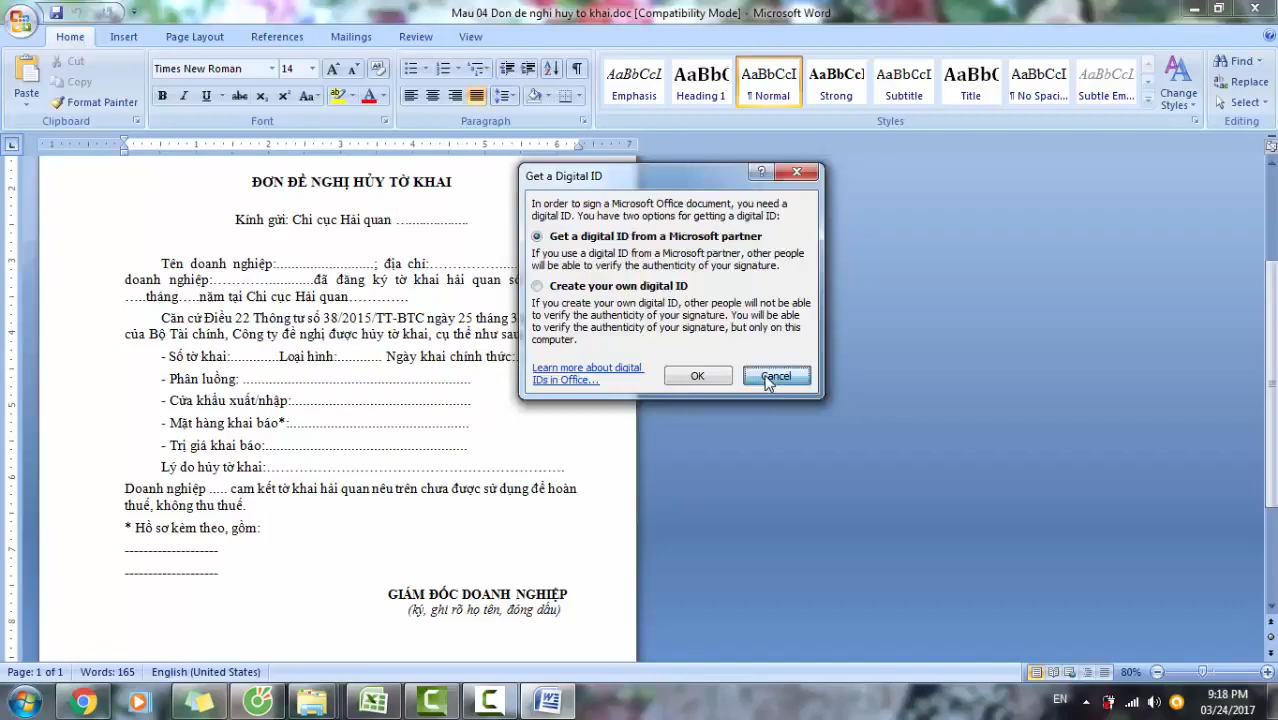 Mau 04 Don de nghi huy to khai.doc [Compatibility Mode] - Microsoft Word
Home Insert Page Layout References Mailings Review View
Paste Cut Copy Format Painter Clipboard
Times New Roman 14
B I U abc x₂ x² Aa A
Font
Paragraph
AaBbCcI AaBbC AaBbCcI AaBbCcl AaBbCcI AaBb( AaBbCcI AaBbCcI
Emphasis Heading 1 ¶ Normal Strong Subtitle Title ¶ No Spaci... Subtle Em...
Change Styles
Styles
Find
Replace
Select
Editing
1 1 2 3 4 5 6 7
ĐƠN ĐỀ NGHỊ HỦY TỜ KHAI
Kính gửi: Chi cục Hải quan …………………
Tên doanh nghiệp:..............................; địa chỉ:……………………
doanh nghiệp:……………………..đã đăng ký tờ khai hải quan số
…..tháng…..năm tại Chi cục Hải quan…………
Căn cứ Điều 22 Thông tư số 38/2015/TT-BTC ngày 25 tháng 3
của Bộ Tài chính, Công ty đề nghị được hủy tờ khai, cụ thể như sau
- Số tờ khai:.............Loại hình:............ Ngày khai chính thức:
- Phân luồng: ....................................................................
- Cửa khẩu xuất/nhập:......................................................
- Mặt hàng khai báo*:......................................................
- Trị giá khai báo:.............................................................
Lý do hủy tờ khai:……………………………………………….
Doanh nghiệp ..... cam kết tờ khai hải quan nêu trên chưa được sử dụng để hoàn
thuế, không thu thuế.
* Hồ sơ kèm theo, gồm:
--------------------
--------------------
GIÁM ĐỐC DOANH NGHIỆP
(ký, ghi rõ họ tên, đóng dấu)
Get a Digital ID
In order to sign a Microsoft Office document, you need a
digital ID. You have two options for getting a digital ID:
Get a digital ID from a Microsoft partner
If you use a digital ID from a Microsoft partner, other people
will be able to verify the authenticity of your signature.
Create your own digital ID
If you create your own digital ID, other people will not be able
to verify the authenticity of your signature. You will be able
to verify the authenticity of your signature, but only on this
computer.
Learn more about digital
IDs in Office...
OK Cancel
Page: 1 of 1 Words: 165 English (United States) 80%
EN 9:18 PM
03/24/2017